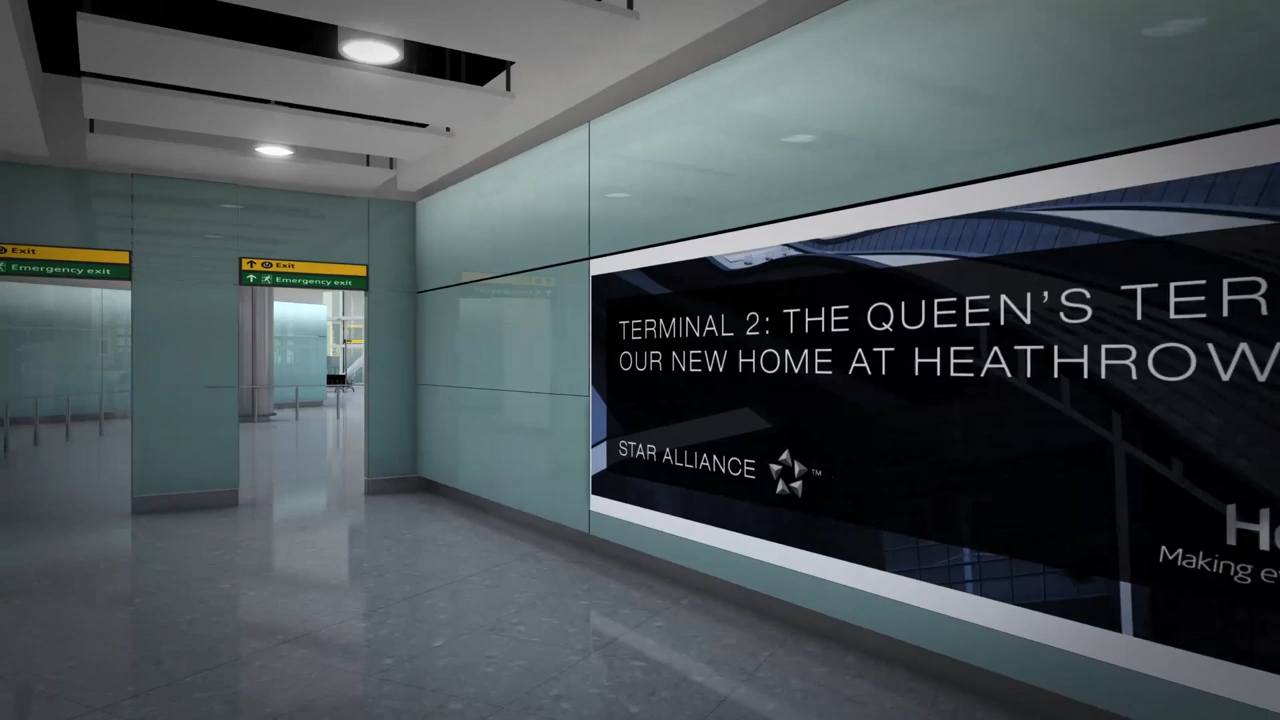 Exit
Emergency exit
Exit
Emergency exit
TERMINAL 2: THE QUEEN'S TER
OUR NEW HOME AT HEATHROW
STAR ALLIANCE
TM
He
Making e